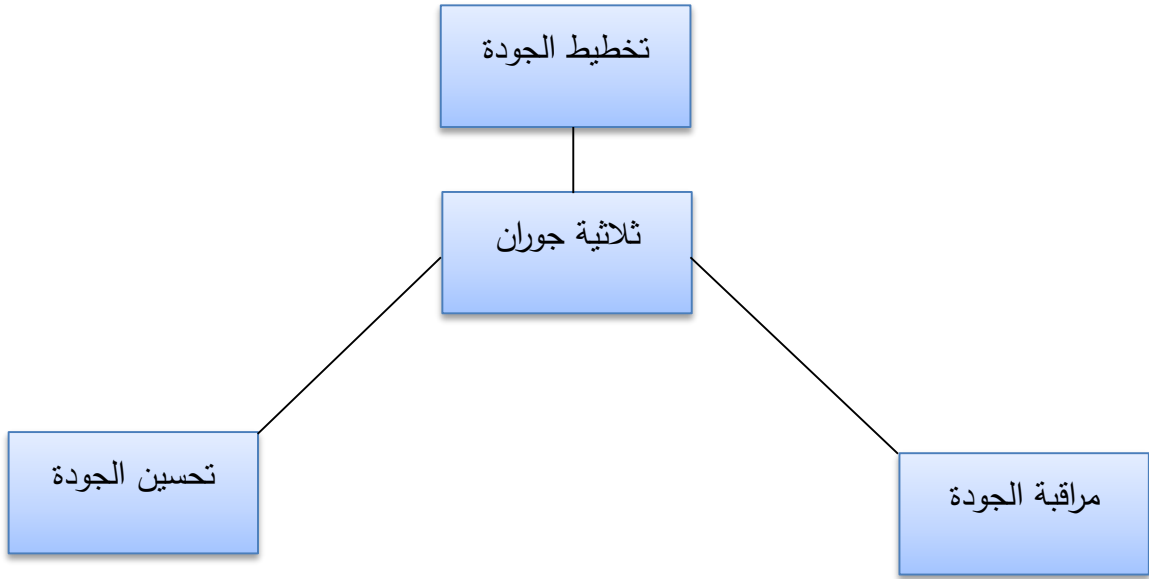 تخطيط الجودة
ثلاثية جوران
مراقبة الجودة
تحسين الجودة